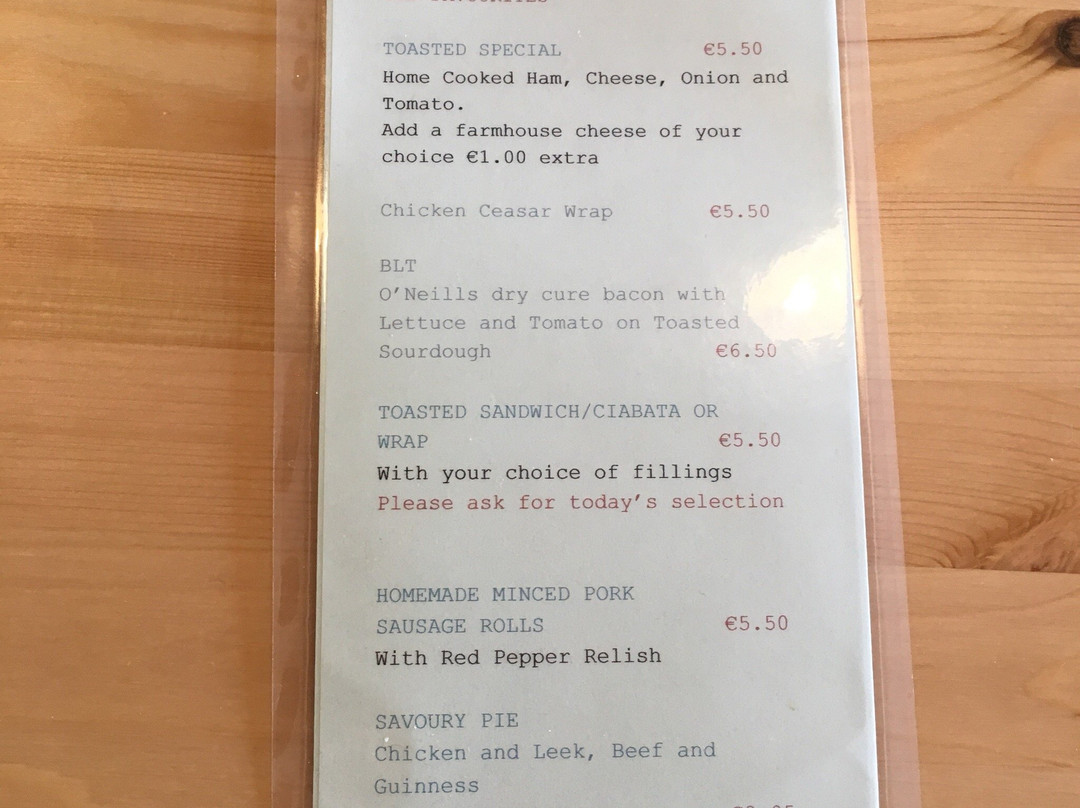 TOASTED SPECIAL €5.50
Home Cooked Ham, Cheese, Onion and
Tomato.
Add a farmhouse cheese of your
choice €1.00 extra
Chicken Ceasar Wrap €5.50
BLT
O'Neills dry cure bacon with
Lettuce and Tomato on Toasted
Sourdough €6.50
TOASTED SANDWICH/CIABATA OR
WRAP €5.50
With your choice of fillings
Please ask for today's selection
HOMEMADE MINCED PORK
SAUSAGE ROLLS €5.50
With Red Pepper Relish
SAVOURY PIE
Chicken and Leek, Beef and
Guinness